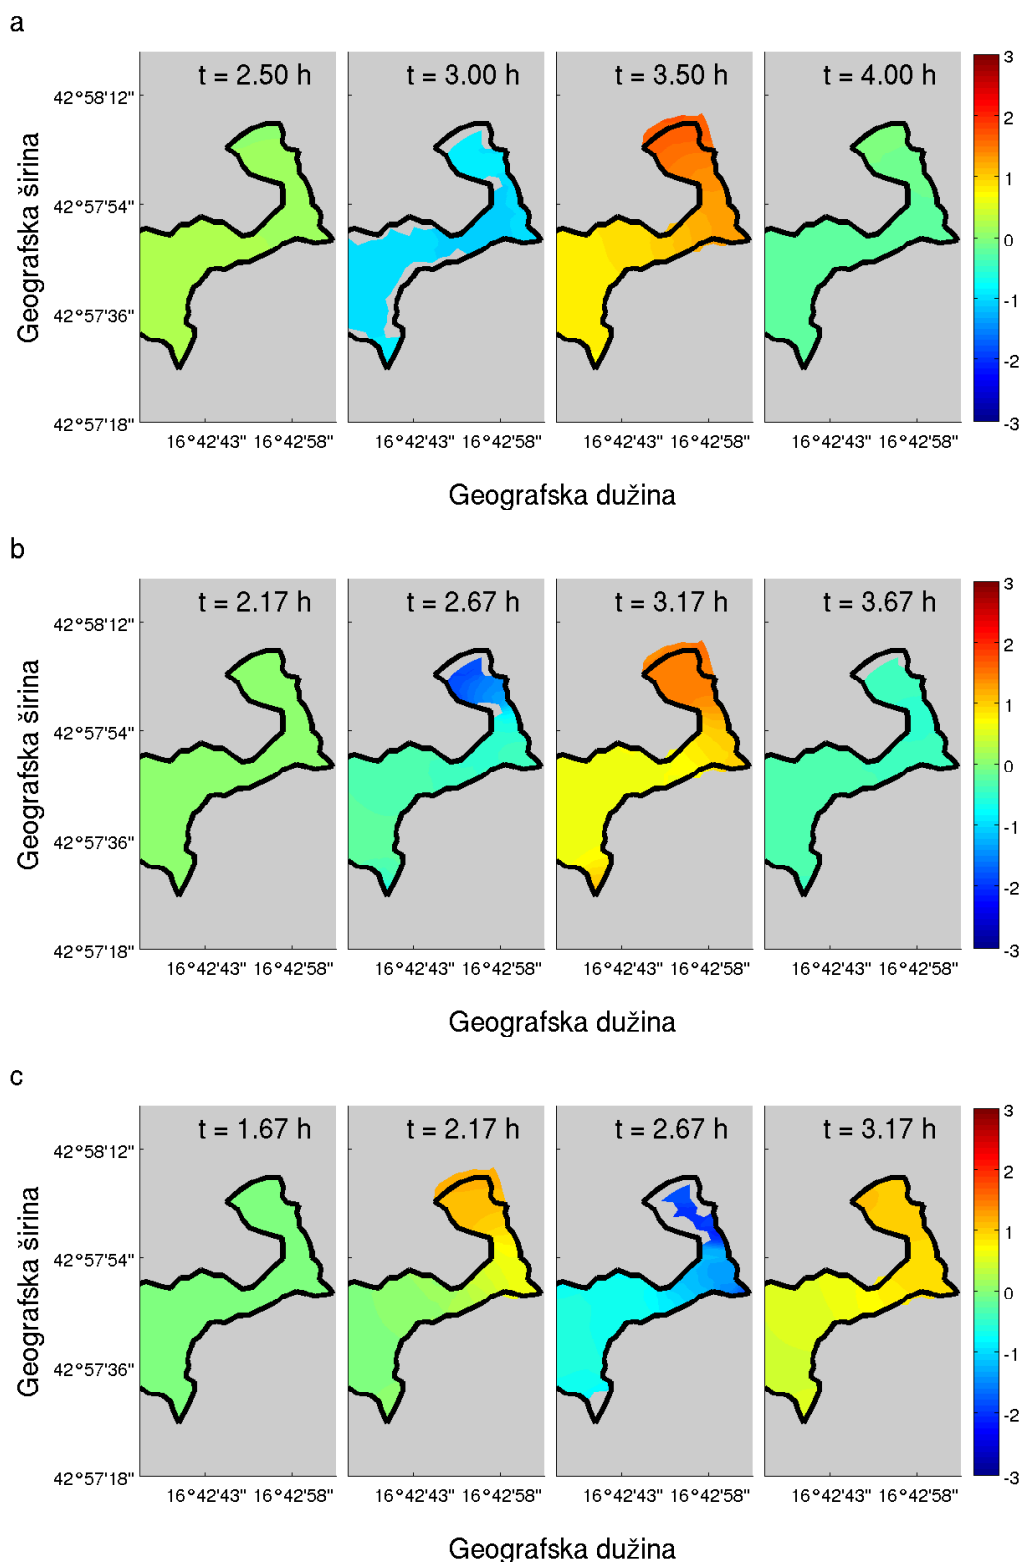 a
t = 2.50 h
t = 3.00 h
t = 3.50 h
t = 4.00 h
42°58'12"
42°57'54"
42°57'36"
42°57'18"
Geografska širina
16°42'43" 16°42'58"
16°42'43" 16°42'58"
16°42'43" 16°42'58"
16°42'43" 16°42'58"
Geografska dužina
3
2
1
0
-1
-2
-3
b
t = 2.17 h
t = 2.67 h
t = 3.17 h
t = 3.67 h
42°58'12"
42°57'54"
42°57'36"
42°57'18"
Geografska širina
16°42'43" 16°42'58"
16°42'43" 16°42'58"
16°42'43" 16°42'58"
16°42'43" 16°42'58"
Geografska dužina
3
2
1
0
-1
-2
-3
c
t = 1.67 h
t = 2.17 h
t = 2.67 h
t = 3.17 h
42°58'12"
42°57'54"
42°57'36"
42°57'18"
Geografska širina
16°42'43" 16°42'58"
16°42'43" 16°42'58"
16°42'43" 16°42'58"
16°42'43" 16°42'58"
Geografska dužina
3
2
1
0
-1
-2
-3